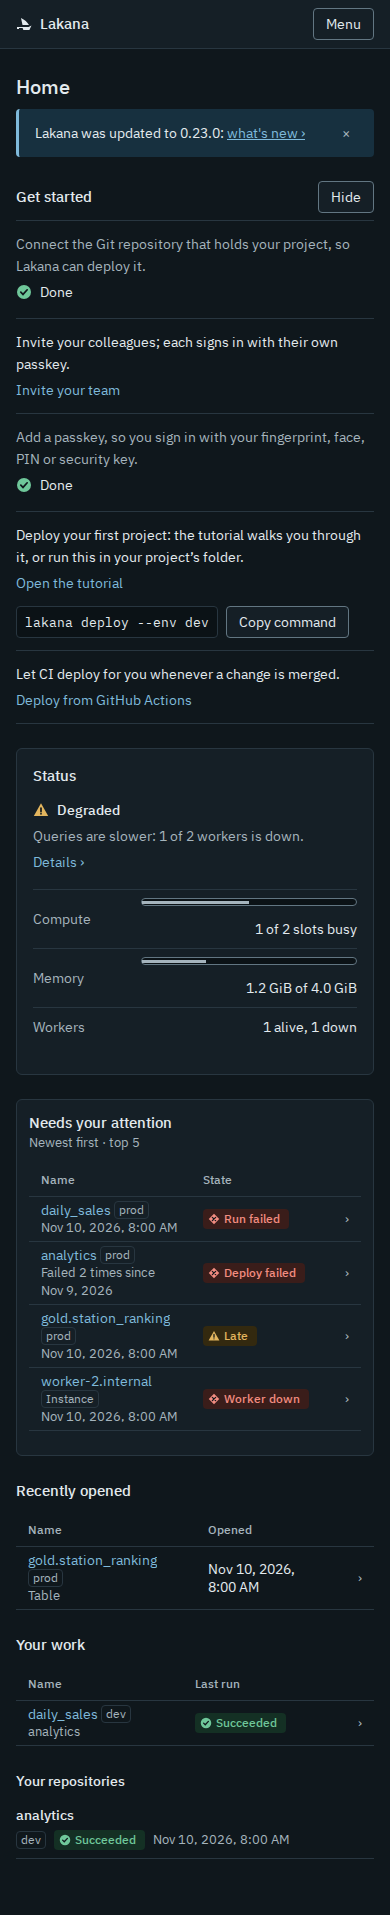 Lakana
Menu
Home
Lakana was updated to 0.23.0: what's new › ×
Get started
Hide
Connect the Git repository that holds your project, so
Lakana can deploy it.
Done
Invite your colleagues; each signs in with their own
passkey.
Invite your team
Add a passkey, so you sign in with your fingerprint, face,
PIN or security key.
Done
Deploy your first project: the tutorial walks you through
it, or run this in your project’s folder.
Open the tutorial
lakana deploy --env dev
Copy command
Let CI deploy for you whenever a change is merged.
Deploy from GitHub Actions
Status
Degraded
Queries are slower: 1 of 2 workers is down.
Details ›
Compute
1 of 2 slots busy
Memory
1.2 GiB of 4.0 GiB
Workers
1 alive, 1 down
Needs your attention
Newest first · top 5
Name State
daily_sales prod
Nov 10, 2026, 8:00 AM
Run failed ›
analytics prod
Failed 2 times since
Nov 9, 2026
Deploy failed ›
gold.station_ranking
prod
Nov 10, 2026, 8:00 AM
Late ›
worker-2.internal
Instance
Nov 10, 2026, 8:00 AM
Worker down ›
Recently opened
Name Opened
gold.station_ranking
prod
Table
Nov 10, 2026,
8:00 AM
›
Your work
Name Last run
daily_sales dev
analytics
Succeeded ›
Your repositories
analytics
dev Succeeded Nov 10, 2026, 8:00 AM